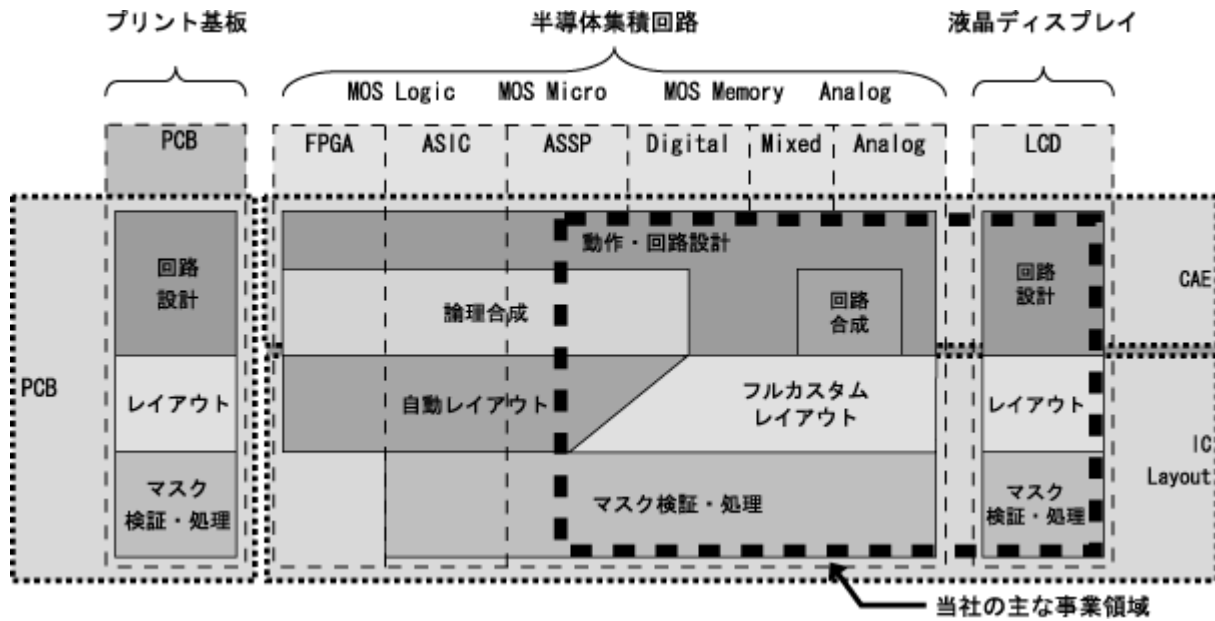 プリント基板
半導体集積回路
液晶ディスプレイ
MOS Logic MOS Micro MOS Memory Analog
PCB FPGA ASIC ASSP Digital Mixed Analog LCD
動作・回路設計
回路
設計
回路
設計
CAE
論理合成
回路
合成
PCB
レイアウト
自動レイアウト
フルカスタム
レイアウト
レイアウト
IC
Layout
マスク
検証・処理
マスク検証・処理
マスク
検証・処理
当社の主な事業領域